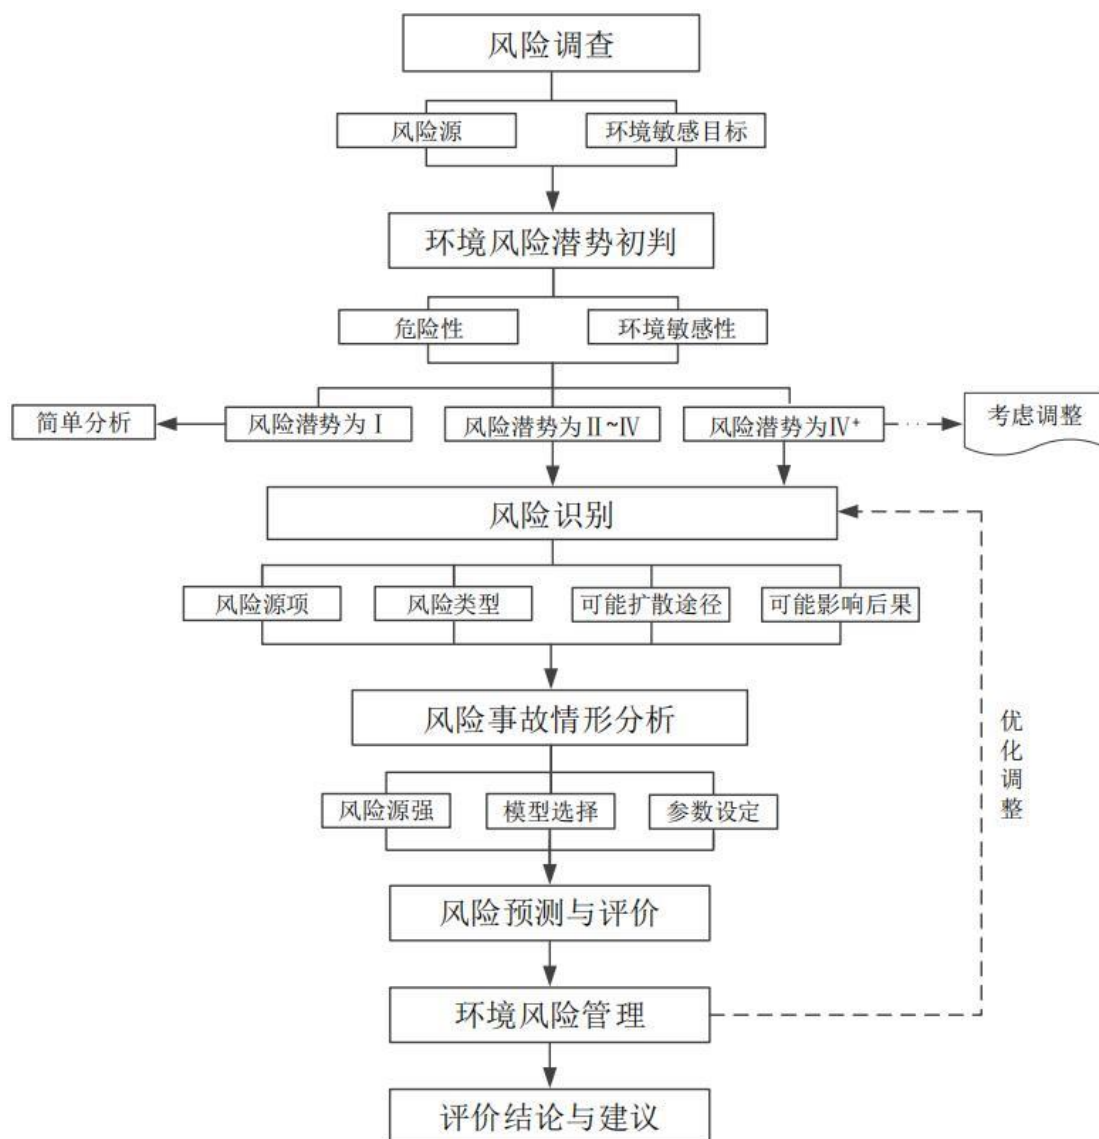 风险调查
风险源
环境敏感目标
环境风险潜势初判
危险性
环境敏感性
简单分析
风险潜势为Ⅰ
风险潜势为Ⅱ~Ⅳ
风险潜势为Ⅳ⁺
考虑调整
风险识别
风险源项
风险类型
可能扩散途径
可能影响后果
风险事故情形分析
风险源强
模型选择
参数设定
优化调整
风险预测与评价
环境风险管理
评价结论与建议